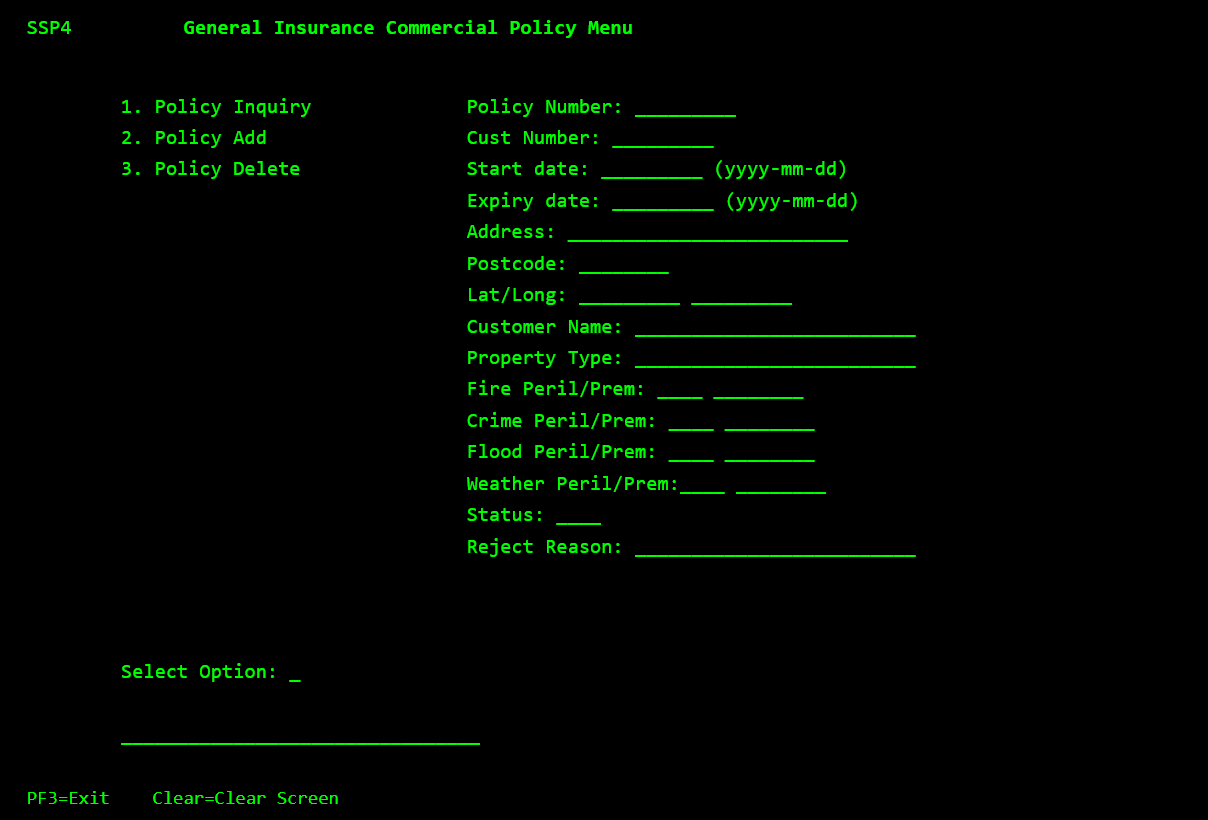 SSP4 General Insurance Commercial Policy Menu
1. Policy Inquiry Policy Number: _________
2. Policy Add Cust Number: _________
3. Policy Delete Start date: _________ (yyyy-mm-dd)
Expiry date: _________ (yyyy-mm-dd)
Address: _________________________
Postcode: ________
Lat/Long: _________ _________
Customer Name: _________________________
Property Type: _________________________
Fire Peril/Prem: ____ ________
Crime Peril/Prem: ____ ________
Flood Peril/Prem: ____ ________
Weather Peril/Prem:____ ________
Status: ____
Reject Reason: _________________________
Select Option: _
________________________________
PF3=Exit Clear=Clear Screen